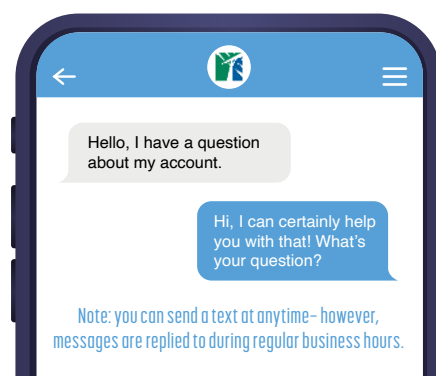 Hello, I have a question
about my account.
Hi, I can certainly help
you with that! What's
your question?
Note: you can send a text at anytime– however,
messages are replied to during regular business hours.